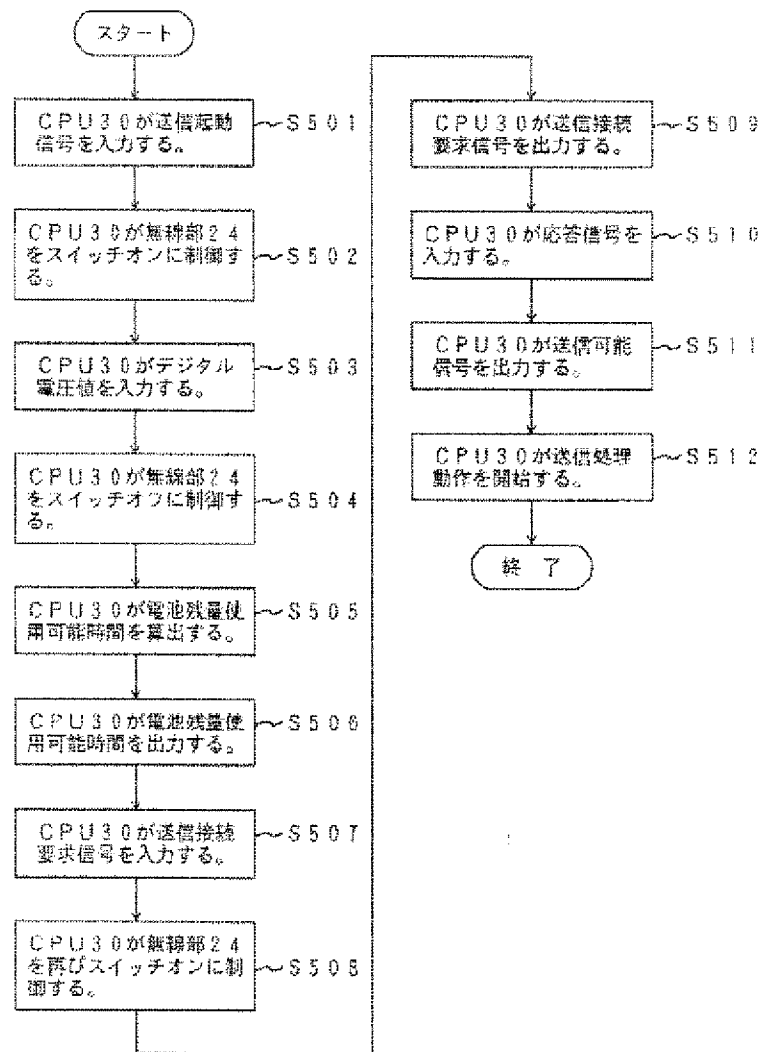 スタート
CPU30が送信起動
信号を入力する。
~S501
CPU30が無線部24
をスイッチオンに制御す
る。
~S502
CPU30がデジタル
電圧値を入力する。
~S503
CPU30が無線部24
をスイッチオフに制御す
る。
~S504
CPU30が電池残量使
用可能時間を算出する。
~S505
CPU30が電池残量使
用可能時間を出力する。
~S506
CPU30が送信接続
要求信号を入力する。
~S507
CPU30が無線部24
を再びスイッチオンに制
御する。
~S508
CPU30が送信接続
要求信号を出力する。
~S509
CPU30が応答信号を
入力する。
~S510
CPU30が送信可能
信号を出力する。
~S511
CPU30が送信処理
動作を開始する。
~S512
終了